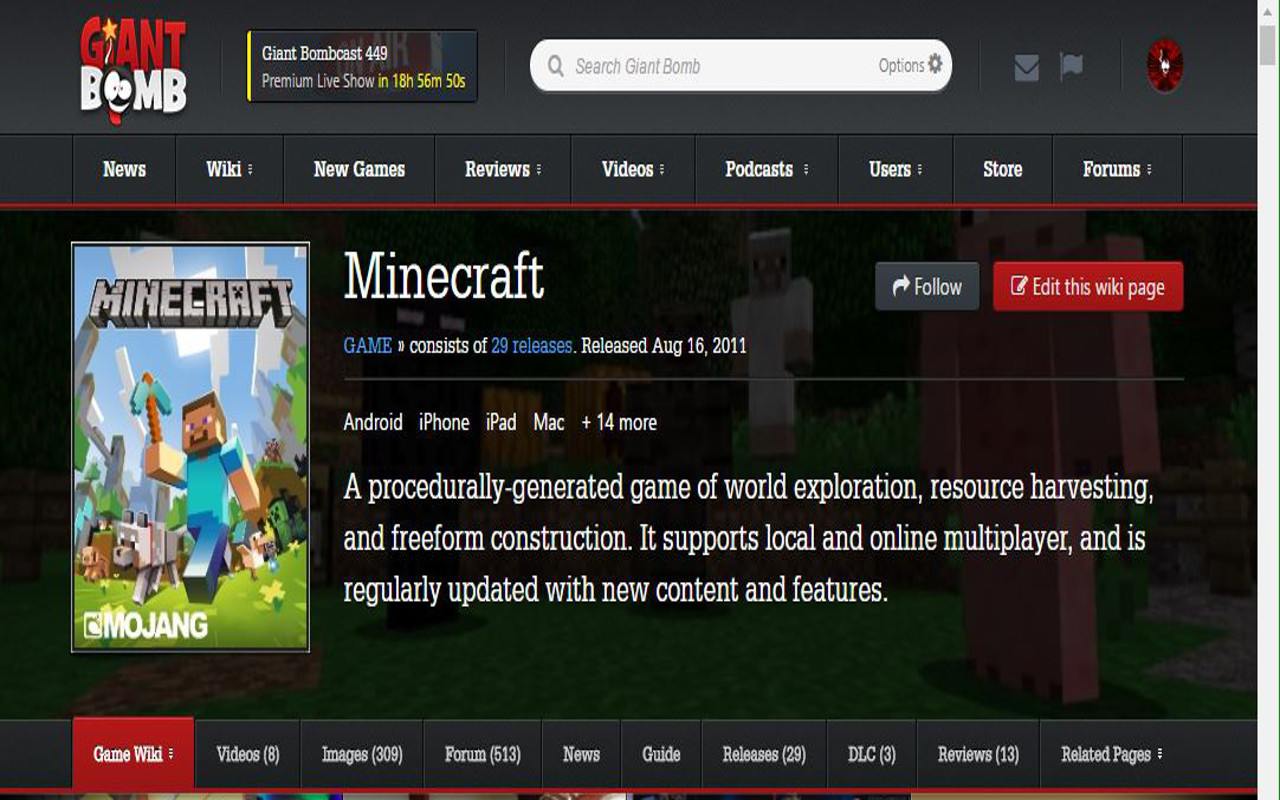 GIANT
BOMB
Giant Bombcast 449
Premium Live Show in 18h 56m 50s
Search Giant Bomb
Options
News
Wiki
New Games
Reviews
Videos
Podcasts
Users
Store
Forums
MINECRAFT
MOJANG
Minecraft
Follow
Edit this wiki page
GAME » consists of 29 releases. Released Aug 16, 2011
Android iPhone iPad Mac + 14 more
A procedurally-generated game of world exploration, resource harvesting,
and freeform construction. It supports local and online multiplayer, and is
regularly updated with new content and features.
Game Wiki
Videos (8)
Images (309)
Forum (513)
News
Guide
Releases (29)
DLC (3)
Reviews (13)
Related Pages